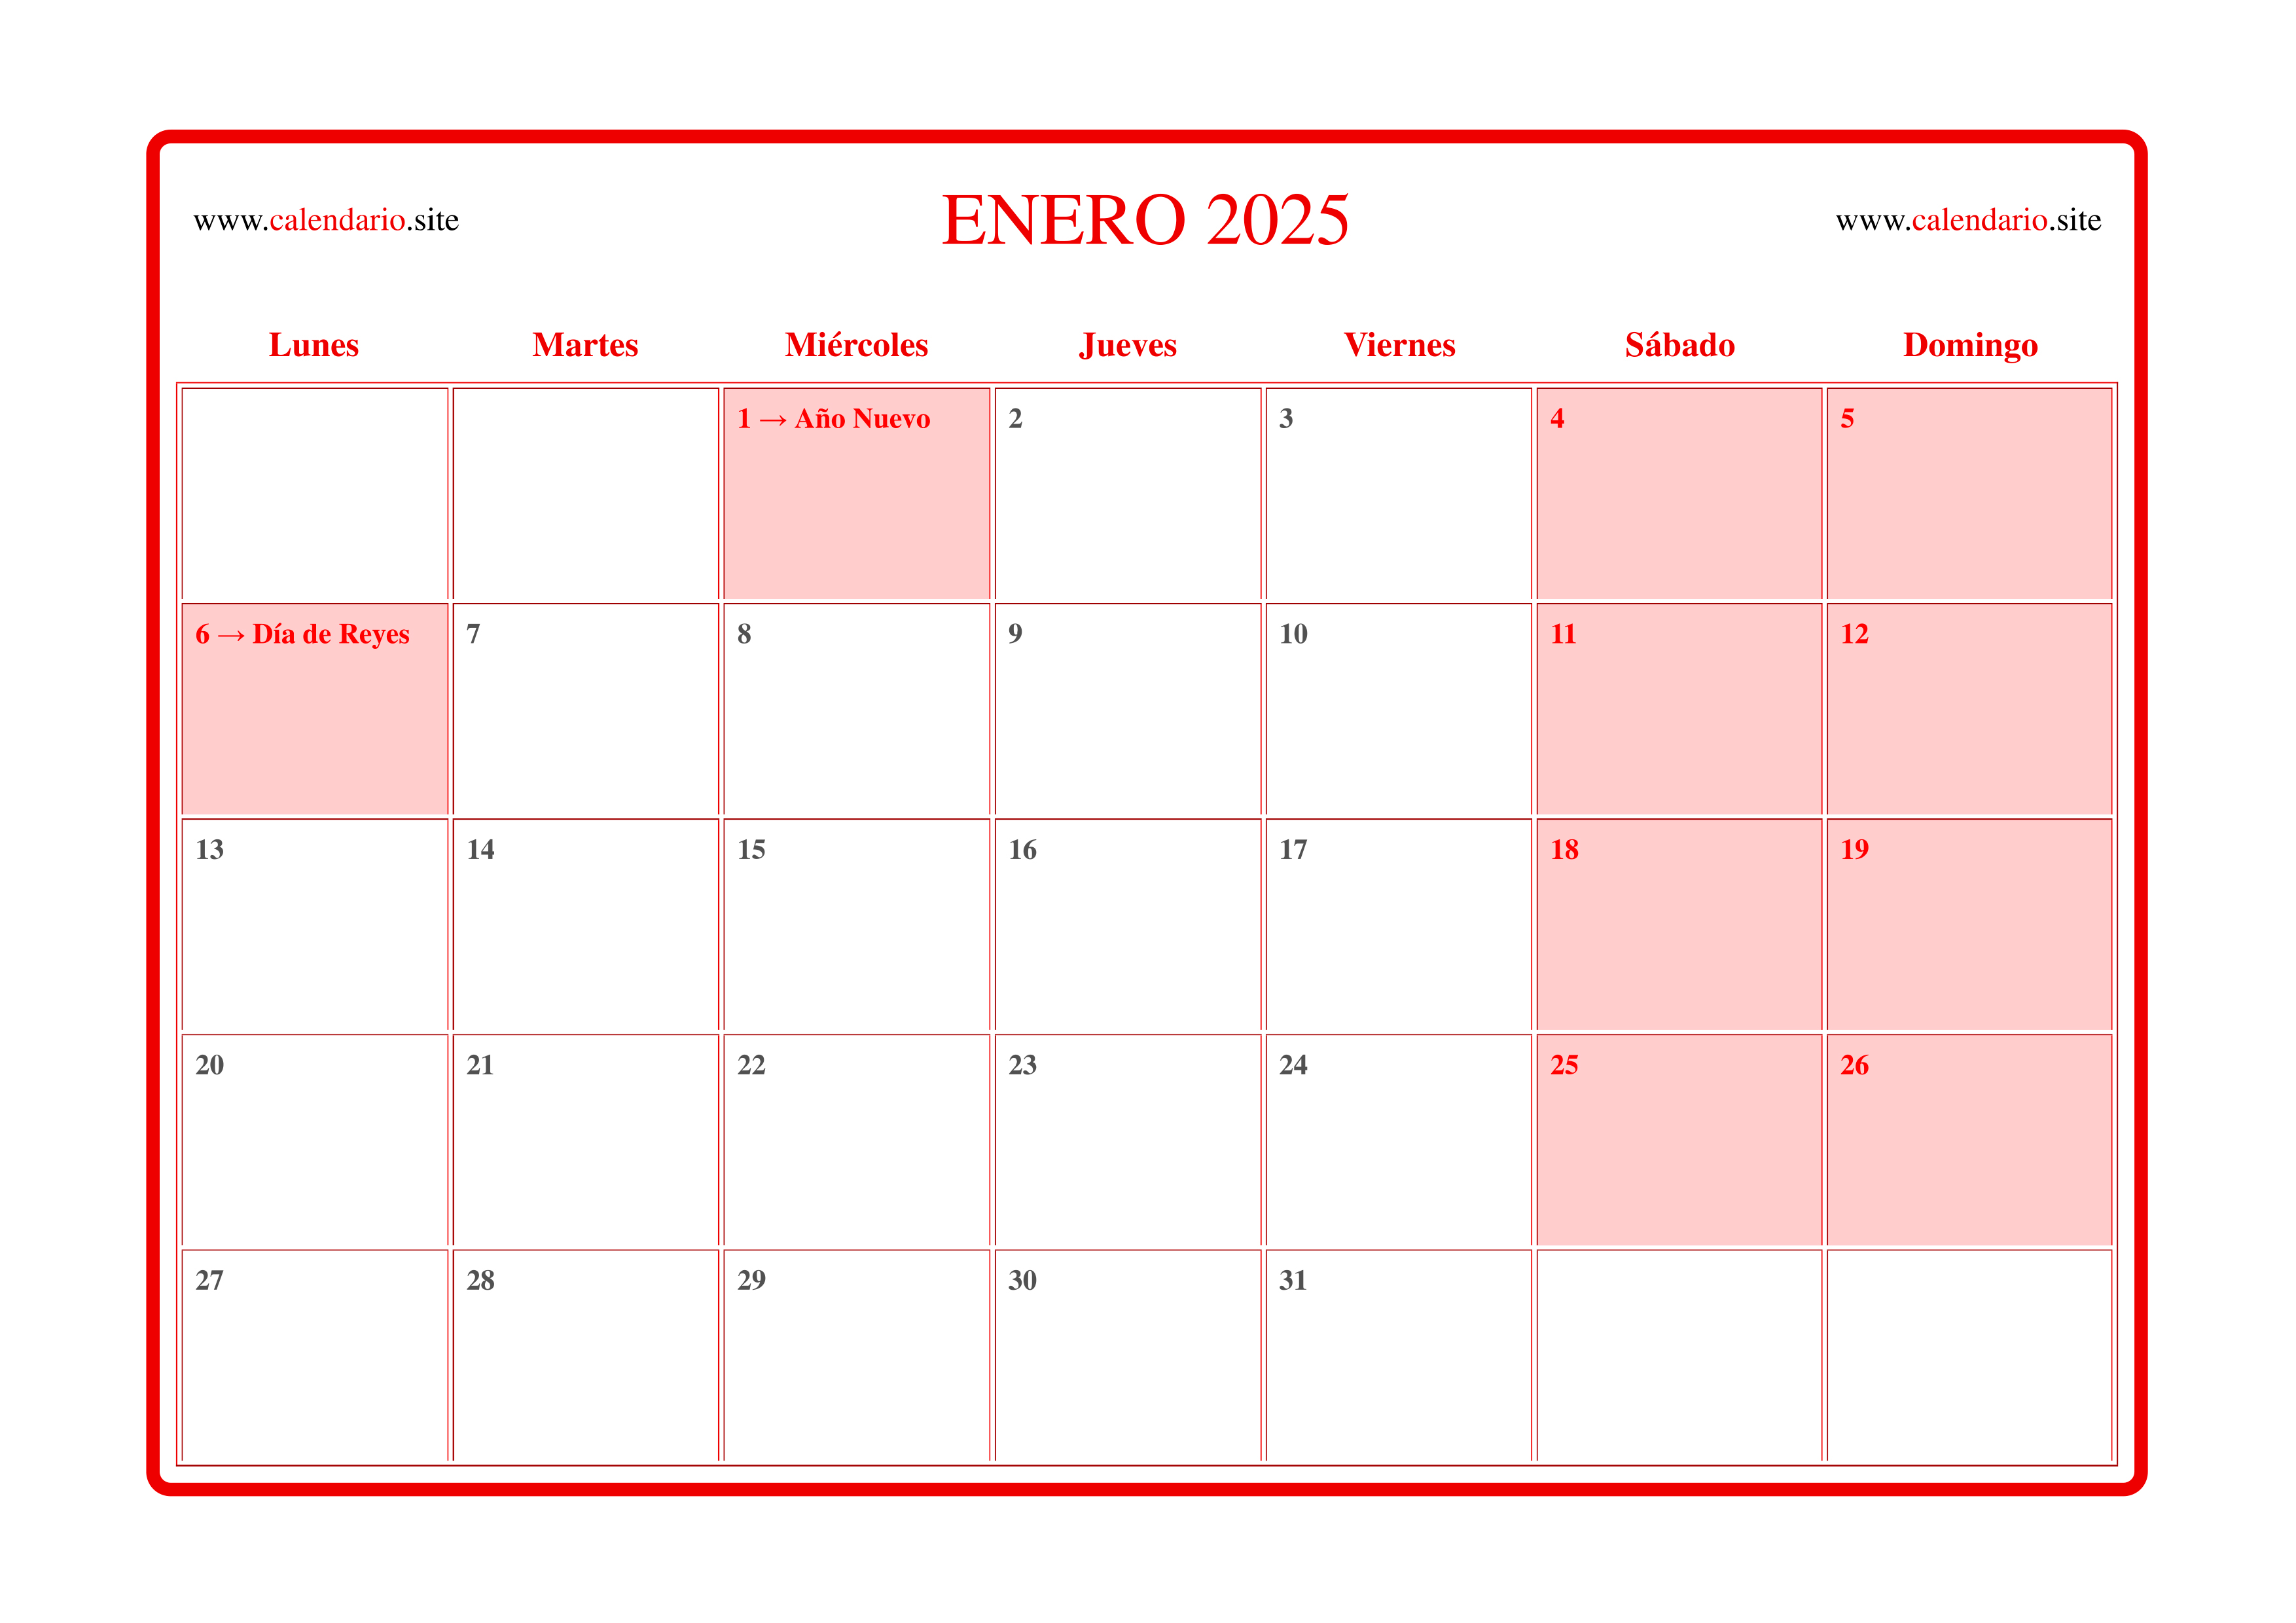 www.calendario.site ENERO 2025 www.calendario.site
Lunes Martes Miércoles Jueves Viernes Sábado Domingo
1 → Año Nuevo 2 3 4 5
6 → Día de Reyes 7 8 9 10 11 12
13 14 15 16 17 18 19
20 21 22 23 24 25 26
27 28 29 30 31